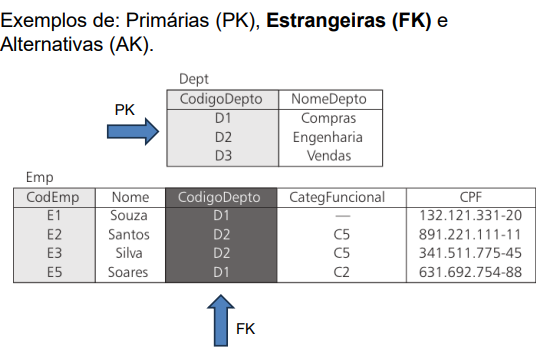 Exemplos de: Primárias (PK), Estrangeiras (FK) e
Alternativas (AK).
Dept
CodigoDepto NomeDepto
PK
D1 Compras
D2 Engenharia
D3 Vendas
Emp
CodEmp Nome CodigoDepto CategFuncional CPF
E1 Souza D1 — 132.121.331-20
E2 Santos D2 C5 891.221.111-11
E3 Silva D2 C5 341.511.775-45
E5 Soares D1 C2 631.692.754-88
FK